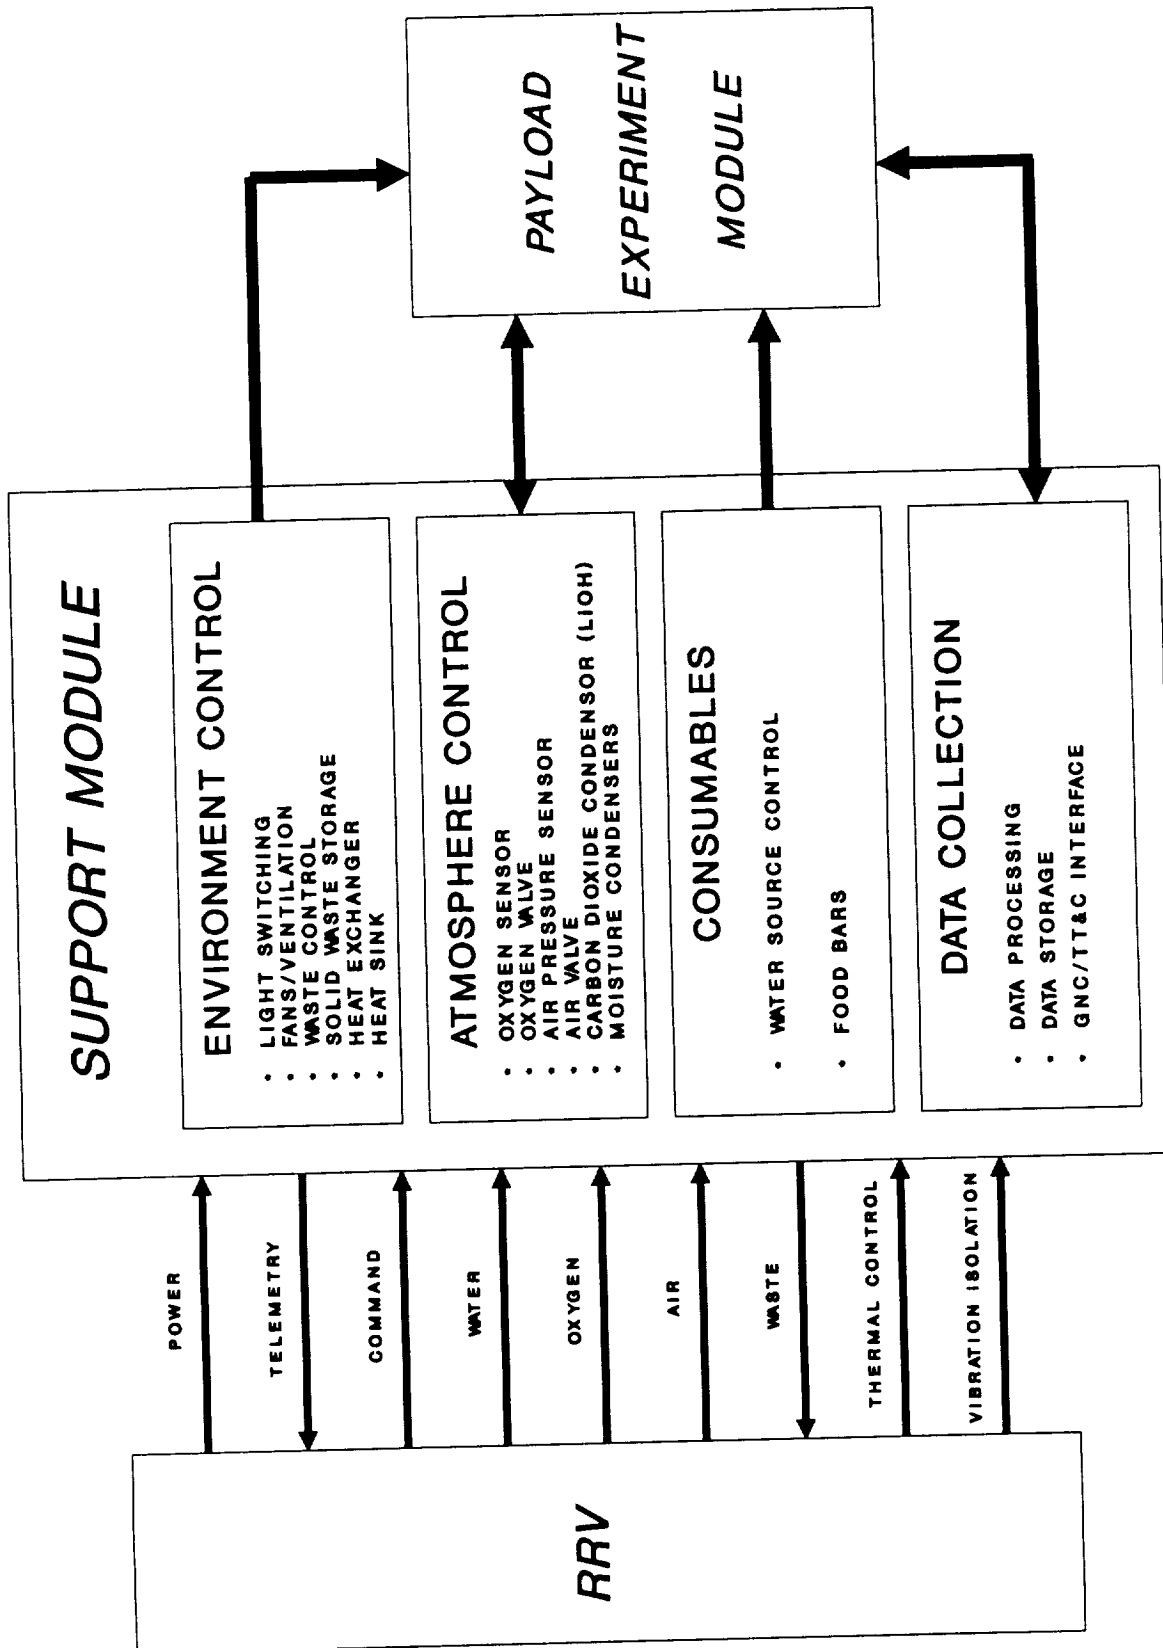 RRV
POWER
TELEMETRY
COMMAND
WATER
OXYGEN
AIR
WASTE
THERMAL CONTROL
VIBRATION ISOLATION
SUPPORT MODULE
ENVIRONMENT CONTROL
• LIGHT SWITCHING
• FANS/VENTILATION
• WASTE CONTROL
• SOLID WASTE STORAGE
• HEAT EXCHANGER
• HEAT SINK
ATMOSPHERE CONTROL
• OXYGEN SENSOR
• OXYGEN VALVE
• AIR PRESSURE SENSOR
• AIR VALVE
• CARBON DIOXIDE CONDENSOR (LIOH)
• MOISTURE CONDENSERS
CONSUMABLES
• WATER SOURCE CONTROL
• FOOD BARS
DATA COLLECTION
• DATA PROCESSING
• DATA STORAGE
• GNC/TT&C INTERFACE
PAYLOAD
EXPERIMENT
MODULE